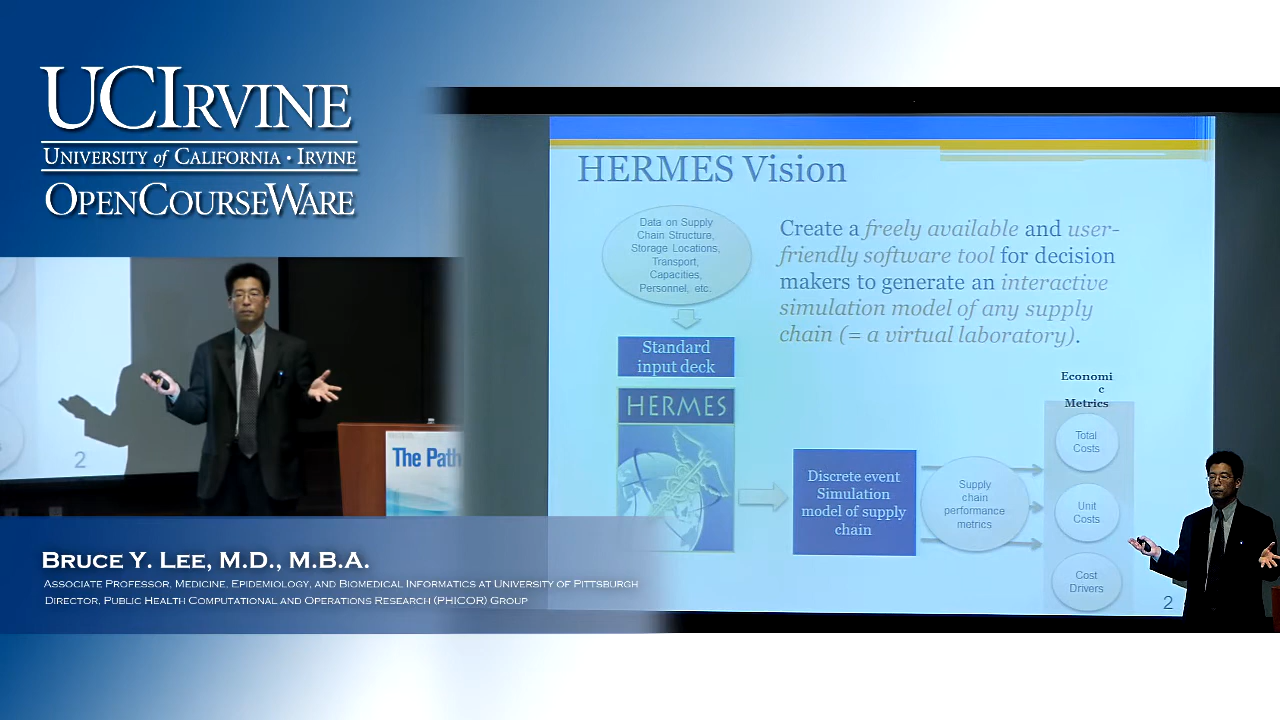 UCIRVINE
UNIVERSITY of CALIFORNIA · IRVINE
OPENCOURSEWARE
2
The Path
BRUCE Y. LEE, M.D., M.B.A.
ASSOCIATE PROFESSOR, MEDICINE, EPIDEMIOLOGY, AND BIOMEDICAL INFORMATICS AT UNIVERSITY OF PITTSBURGH
DIRECTOR, PUBLIC HEALTH COMPUTATIONAL AND OPERATIONS RESEARCH (PHICOR) GROUP
HERMES Vision
Data on Supply
Chain Structure,
Storage Locations,
Transport,
Capacities,
Personnel, etc.
Create a freely available and user-
friendly software tool for decision
makers to generate an interactive
simulation model of any supply
chain (= a virtual laboratory).
Standard
input deck
HERMES
Discrete event
Simulation
model of supply
chain
Supply
chain
performance
metrics
Economi
c
Metrics
Total
Costs
Unit
Costs
Cost
Drivers
2